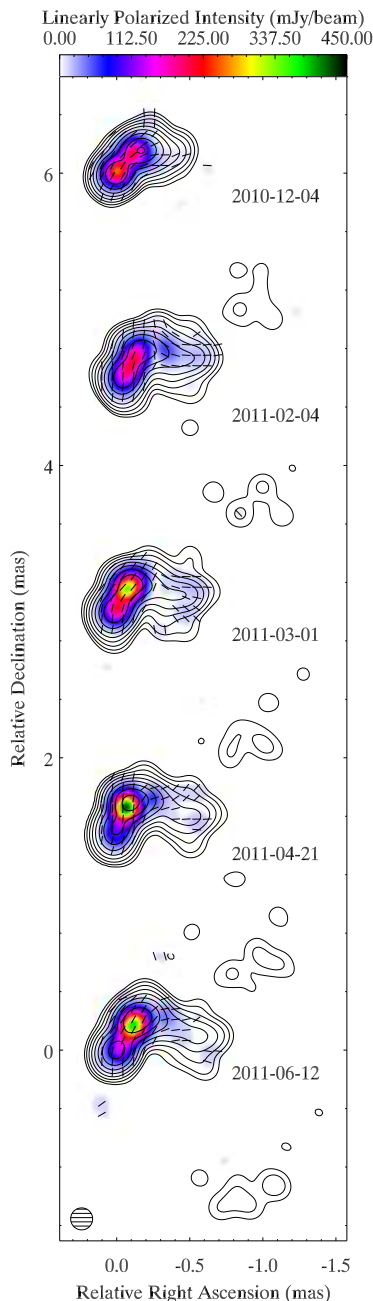 Linearly Polarized Intensity (mJy/beam)
0.00 112.50 225.00 337.50 450.00
6
2010-12-04
2011-02-04
4
2011-03-01
Relative Declination (mas)
2
2011-04-21
0
2011-06-12
0.0 -0.5 -1.0 -1.5
Relative Right Ascension (mas)